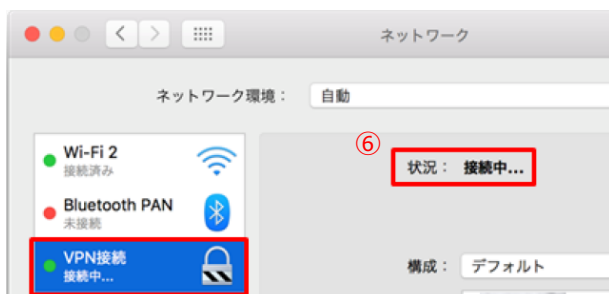 ネットワーク
ネットワーク環境： 自動
Wi-Fi 2
接続済み
⑥
状況： 接続中...
Bluetooth PAN
未接続
VPN接続
接続中...
構成： デフォルト